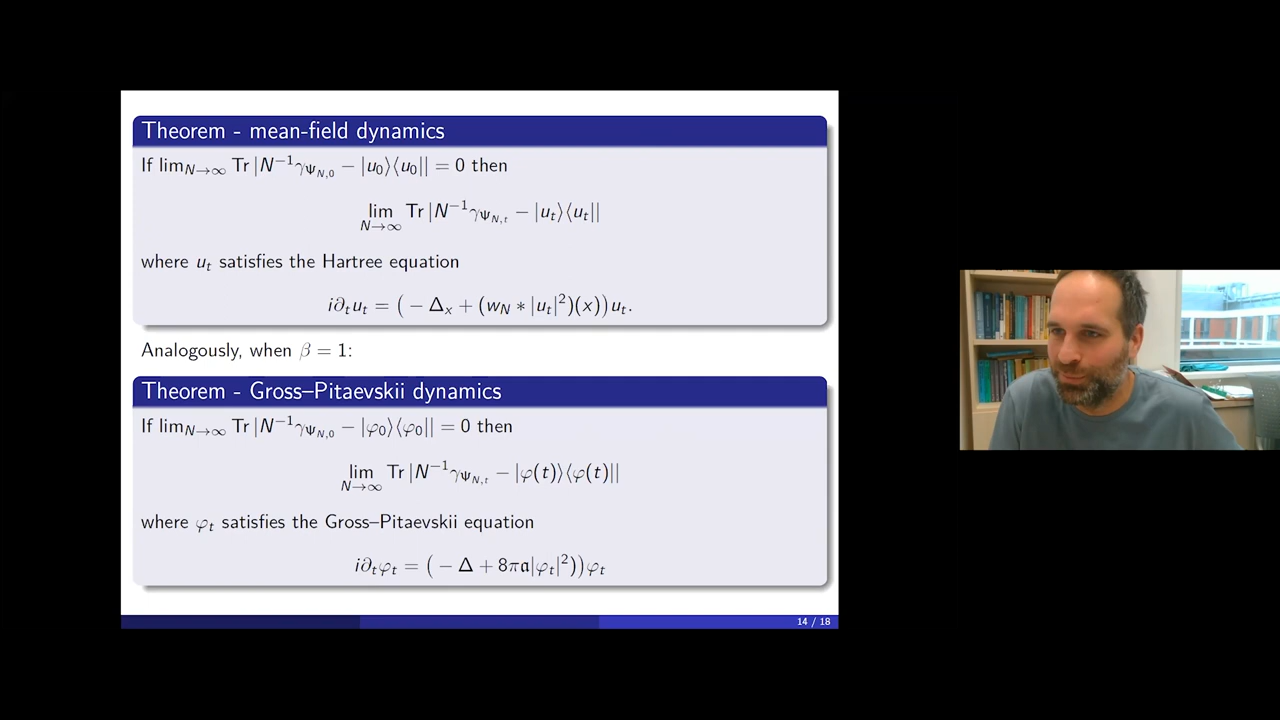 Theorem - mean-field dynamics
If lim_{N→∞} Tr |N^{-1}γ_{Ψ_{N,0}} − |u_0⟩⟨u_0|| = 0 then
lim_{N→∞} Tr |N^{-1}γ_{Ψ_{N,t}} − |u_t⟩⟨u_t||
where u_t satisfies the Hartree equation
i∂_t u_t = (− Δ_x + (w_N ∗ |u_t|^2)(x))u_t.
Analogously, when β = 1:
Theorem - Gross–Pitaevskii dynamics
If lim_{N→∞} Tr |N^{-1}γ_{Ψ_{N,0}} − |φ_0⟩⟨φ_0|| = 0 then
lim_{N→∞} Tr |N^{-1}γ_{Ψ_{N,t}} − |φ(t)⟩⟨φ(t)||
where φ_t satisfies the Gross–Pitaevskii equation
i∂_t φ_t = (− Δ + 8π𝔞|φ_t|^2))φ_t
14 / 18